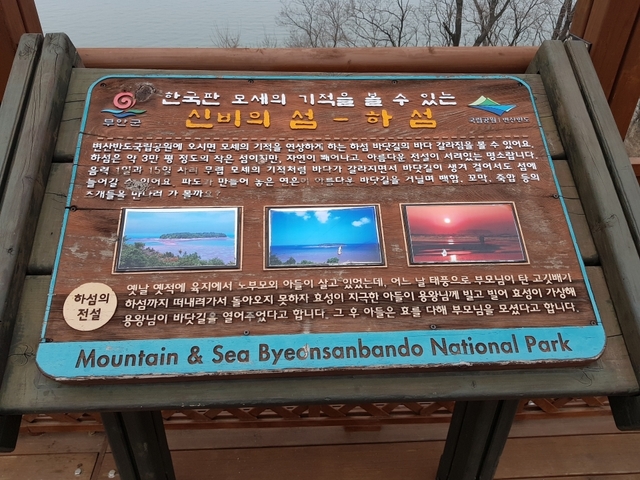 한국판 모세의 기적을 볼 수 있는
신비의 섬 - 하 섬
국립공원 변산반도
변산반도국립공원에 오시면 모세의 기적을 연상하게 하는 하섬 바닷길의 바다 갈라짐을 볼 수 있어요.
하섬은 약 3만 평 정도의 작은 섬이지만, 자연이 빼어나고, 아름다운 전설이 서려있는 명소랍니다.
음력 1일과 15일 사리 무렵 모세의 기적처럼 바다가 갈라지면서 바닷길이 생겨 걸어서도 섬에
들어갈 수 있어요. 파도가 만들어 놓은 아름다운 바닷길을 거닐며 백합, 꼬막, 죽합 등의
조개들을 만나러 가 볼까요?
하섬의
전설
옛날 옛적에 육지에서 노부모와 아들이 살고 있었는데, 어느 날 태풍으로 부모님이 탄 고깃배가
하섬까지 떠내려가서 돌아오지 못하자 효성이 지극한 아들이 용왕님께 빌고 빌어 효성이 가상해
용왕님이 바닷길을 열어주었다고 합니다. 그 후 아들은 효를 다해 부모님을 모셨다고 합니다.
Mountain & Sea Byeonsanbando National Park